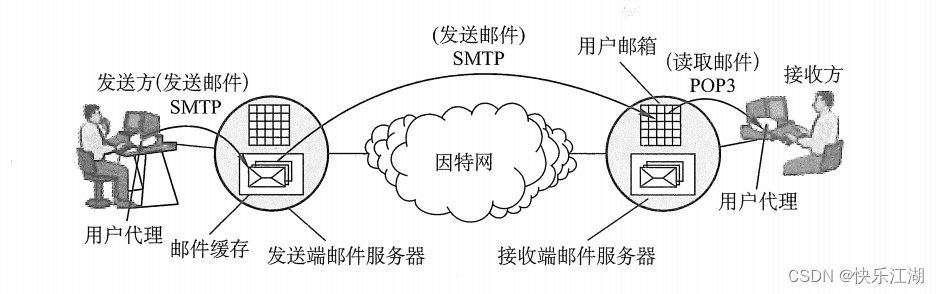 (发送邮件)
SMTP
用户邮箱
(读取邮件)
POP3
接收方
发送方(发送邮件)
SMTP
因特网
用户代理
用户代理
邮件缓存
发送端邮件服务器
接收端邮件服务器
CSDN @快乐江湖